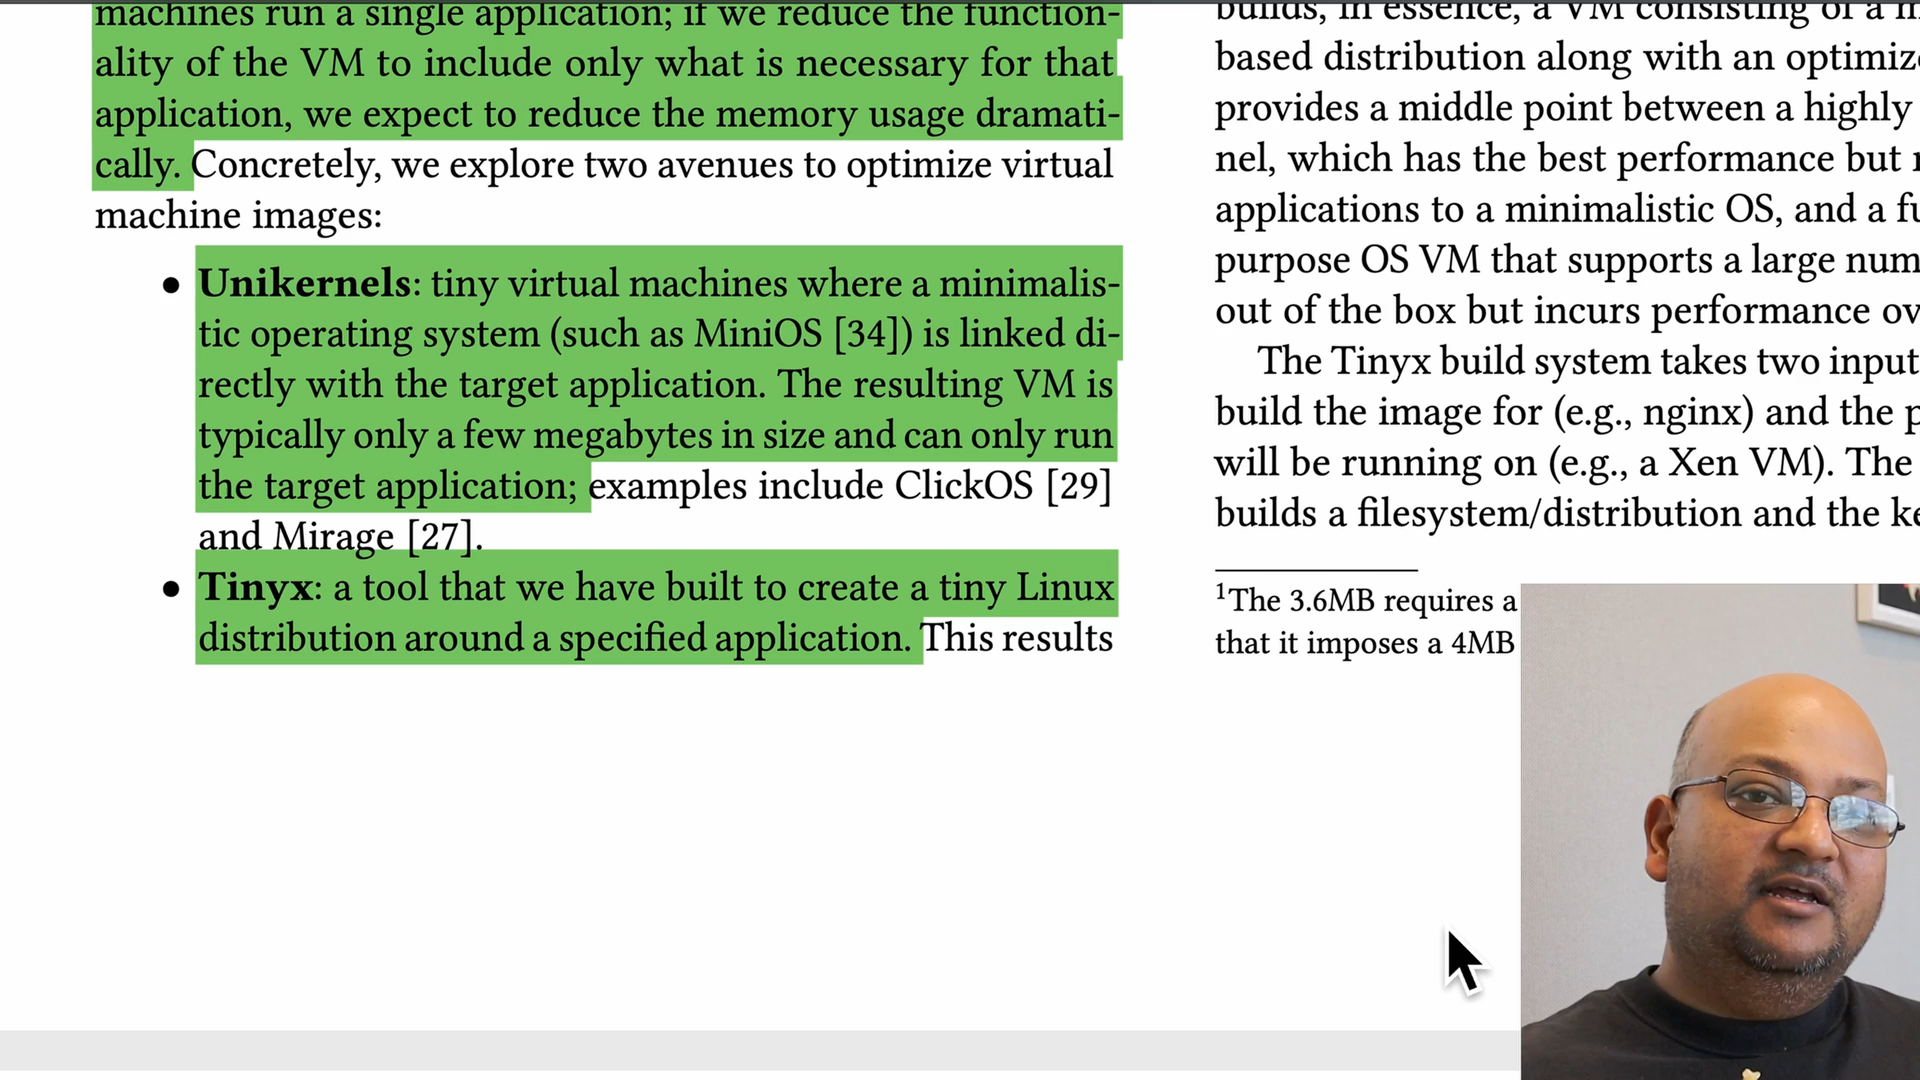 machines run a single application; if we reduce the function-
ality of the VM to include only what is necessary for that
application, we expect to reduce the memory usage dramati-
cally. Concretely, we explore two avenues to optimize virtual
machine images:
• Unikernels: tiny virtual machines where a minimalis-
tic operating system (such as MiniOS [34]) is linked di-
rectly with the target application. The resulting VM is
typically only a few megabytes in size and can only run
the target application; examples include ClickOS [29]
and Mirage [27].
• Tinyx: a tool that we have built to create a tiny Linux
distribution around a specified application. This results
builds, in essence, a VM consisting of a
based distribution along with an
provides a middle point between a highly
nel, which has the best performance but
applications to a minimalistic OS, and a
purpose OS VM that supports a large
out of the box but incurs performance
The Tinyx build system takes two
build the image for (e.g., nginx) and the
will be running on (e.g., a Xen VM). The
builds a filesystem/distribution and the
¹The 3.6MB requires a
that it imposes a 4MB